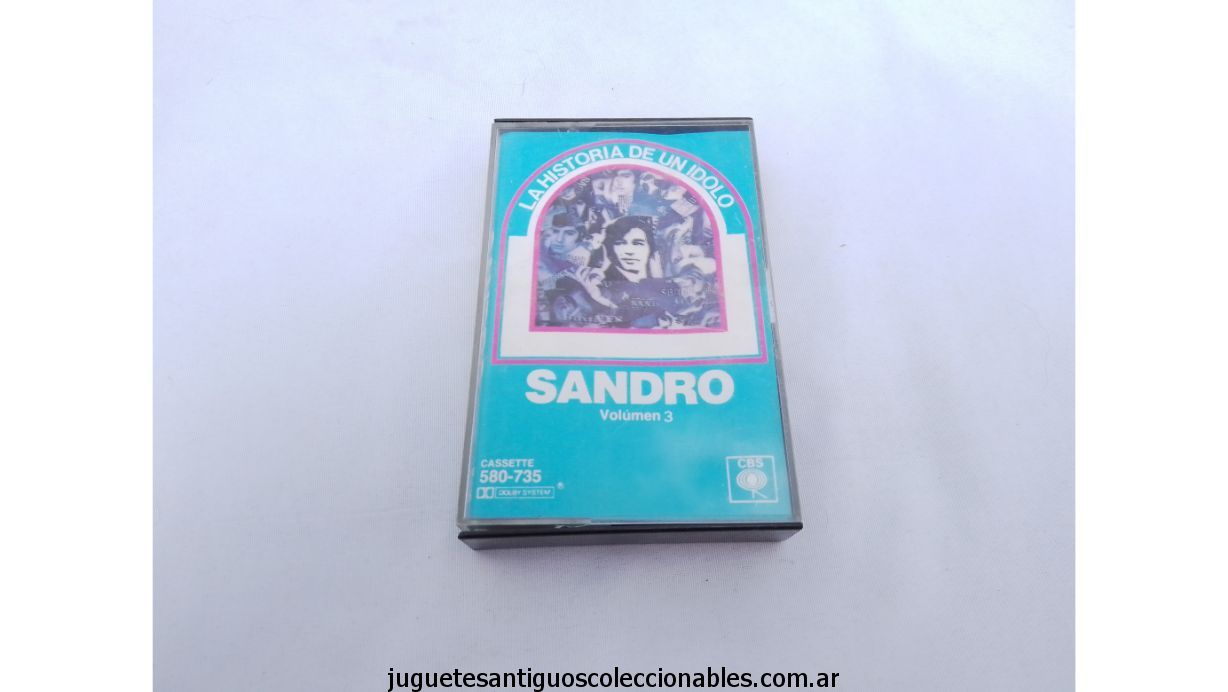 LA HISTORIA DE UN IDOLO
SANDRO
Volúmen 3
CASSETTE
580-735
DOLBY SYSTEM
®
CBS
juguetesantiguoscoleccionables.com.ar